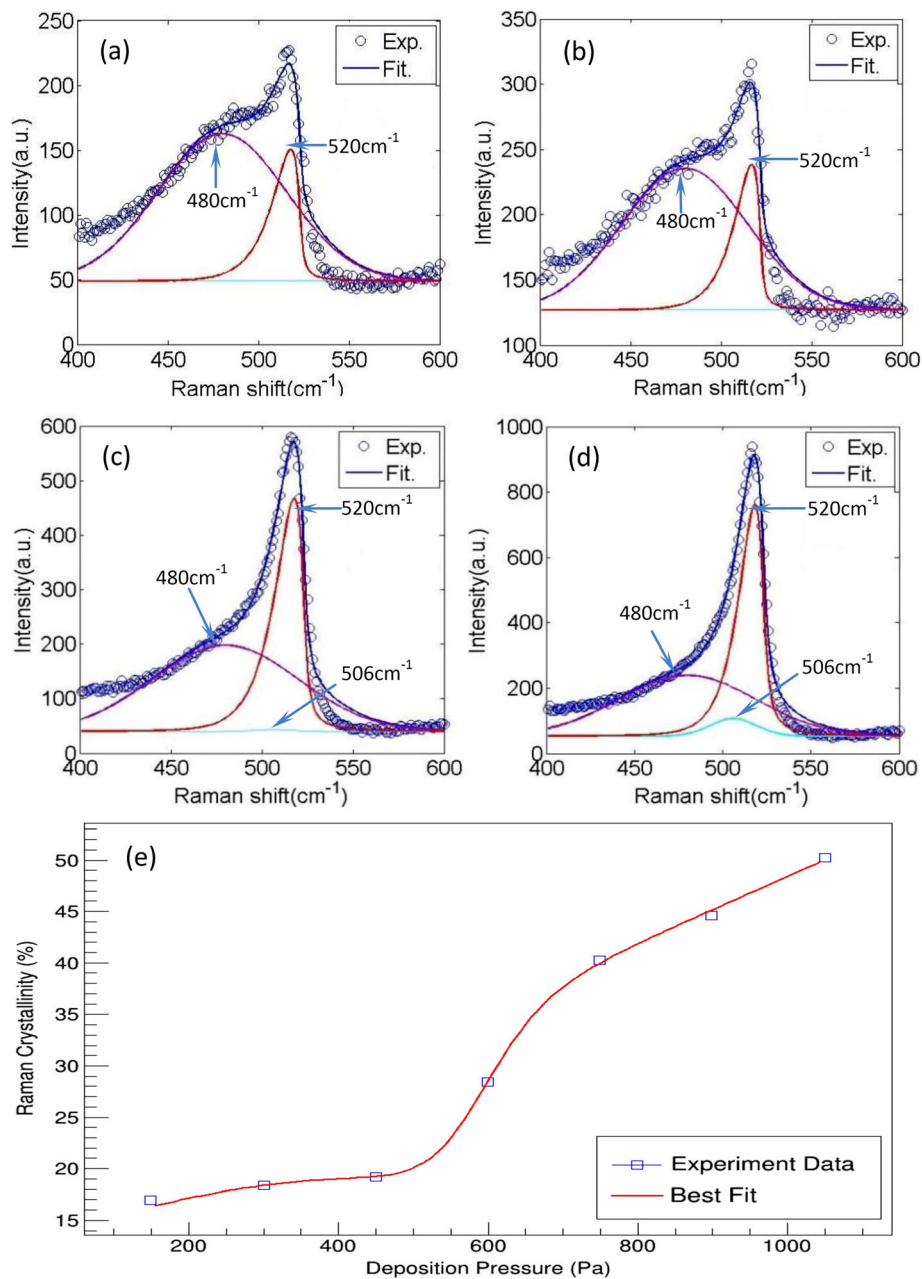 (a)
Exp.
Fit.
520cm-1
480cm-1
Intensity(a.u.)
250
200
150
100
50
0
400 450 500 550 600
Raman shift(cm-1)
(b)
Exp.
Fit.
520cm-1
480cm-1
Intensity(a.u.)
350
300
250
200
150
100
400 450 500 550 600
Raman shift(cm-1)
(c)
Exp.
Fit.
520cm-1
480cm-1
506cm-1
Intensity(a.u.)
600
500
400
300
200
100
0
400 450 500 550 600
Raman shift(cm-1)
(d)
Exp.
Fit.
520cm-1
480cm-1
506cm-1
Intensity(a.u.)
1000
800
600
400
200
0
400 450 500 550 600
Raman shift(cm-1)
(e)
Raman Crystallinity (%)
50
45
40
35
30
25
20
15
Experiment Data
Best Fit
200 400 600 800 1000
Deposition Pressure (Pa)